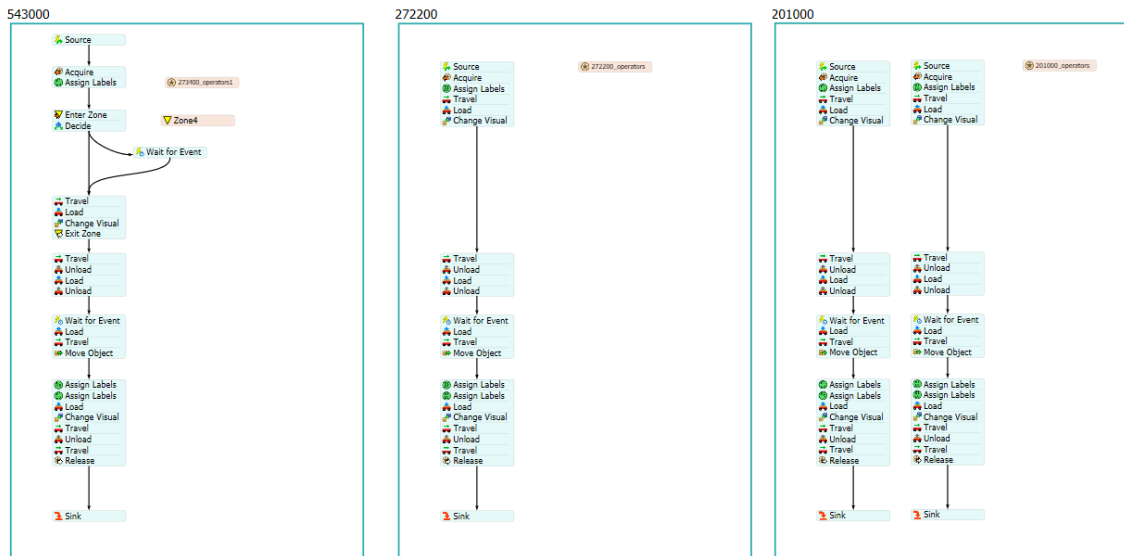 543000
Source
Acquire
Assign Labels
273400_operators1
Enter Zone
Decide
Zone4
Wait for Event
Travel
Load
Change Visual
Exit Zone
Travel
Unload
Load
Unload
Wait for Event
Load
Travel
Move Object
Assign Labels
Assign Labels
Load
Change Visual
Travel
Unload
Travel
Release
Sink
272200
Source
Acquire
Assign Labels
Travel
Load
Change Visual
272200_operators
Travel
Unload
Load
Unload
Wait for Event
Load
Travel
Move Object
Assign Labels
Assign Labels
Load
Change Visual
Travel
Unload
Travel
Release
Sink
201000
Source
Acquire
Assign Labels
Travel
Load
Change Visual
Travel
Unload
Load
Unload
Wait for Event
Load
Travel
Move Object
Assign Labels
Assign Labels
Load
Change Visual
Travel
Unload
Travel
Release
Sink
Source
Acquire
Assign Labels
Travel
Load
Change Visual
201000_operators
Travel
Unload
Load
Unload
Wait for Event
Load
Travel
Move Object
Assign Labels
Assign Labels
Load
Change Visual
Travel
Unload
Travel
Release
Sink